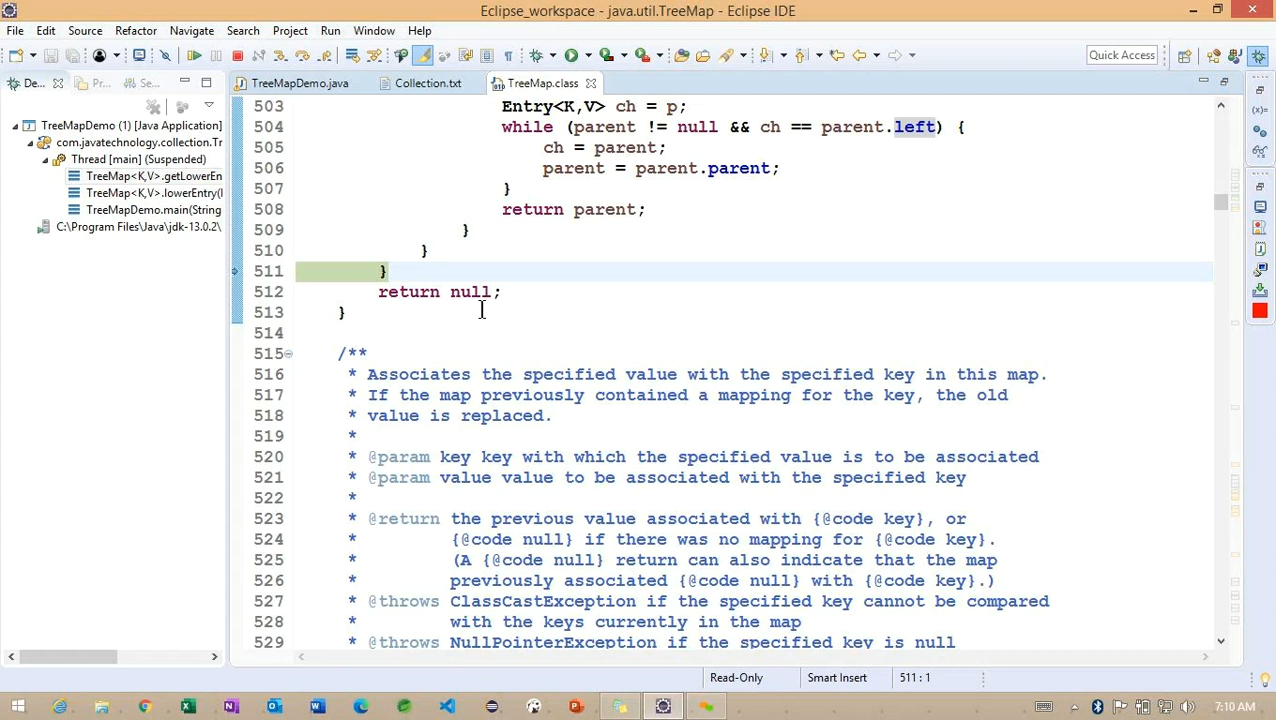 Eclipse_workspace - java.util.TreeMap - Eclipse IDE
File Edit Source Refactor Navigate Search Project Run Window Help
Quick Access
De... Pr... Se...
TreeMapDemo.java Collection.txt TreeMap.class
TreeMapDemo (1) [Java Application]
com.javatechnology.collection.Tr
Thread [main] (Suspended)
TreeMap<K,V>.getLowerEn
TreeMap<K,V>.lowerEntry(
TreeMapDemo.main(String
C:\Program Files\Java\jdk-13.0.2\
503 Entry<K,V> ch = p;
504 while (parent != null && ch == parent.left) {
505 ch = parent;
506 parent = parent.parent;
507 }
508 return parent;
509 }
510 }
511 }
512 return null;
513 }
514
515 /**
516 * Associates the specified value with the specified key in this map.
517 * If the map previously contained a mapping for the key, the old
518 * value is replaced.
519 *
520 * @param key key with which the specified value is to be associated
521 * @param value value to be associated with the specified key
522 *
523 * @return the previous value associated with {@code key}, or
524 * {@code null} if there was no mapping for {@code key}.
525 * (A {@code null} return can also indicate that the map
526 * previously associated {@code null} with {@code key}.)
527 * @throws ClassCastException if the specified key cannot be compared
528 * with the keys currently in the map
529 * @throws NullPointerException if the specified key is null
Read-Only Smart Insert 511 : 1
7:10 AM